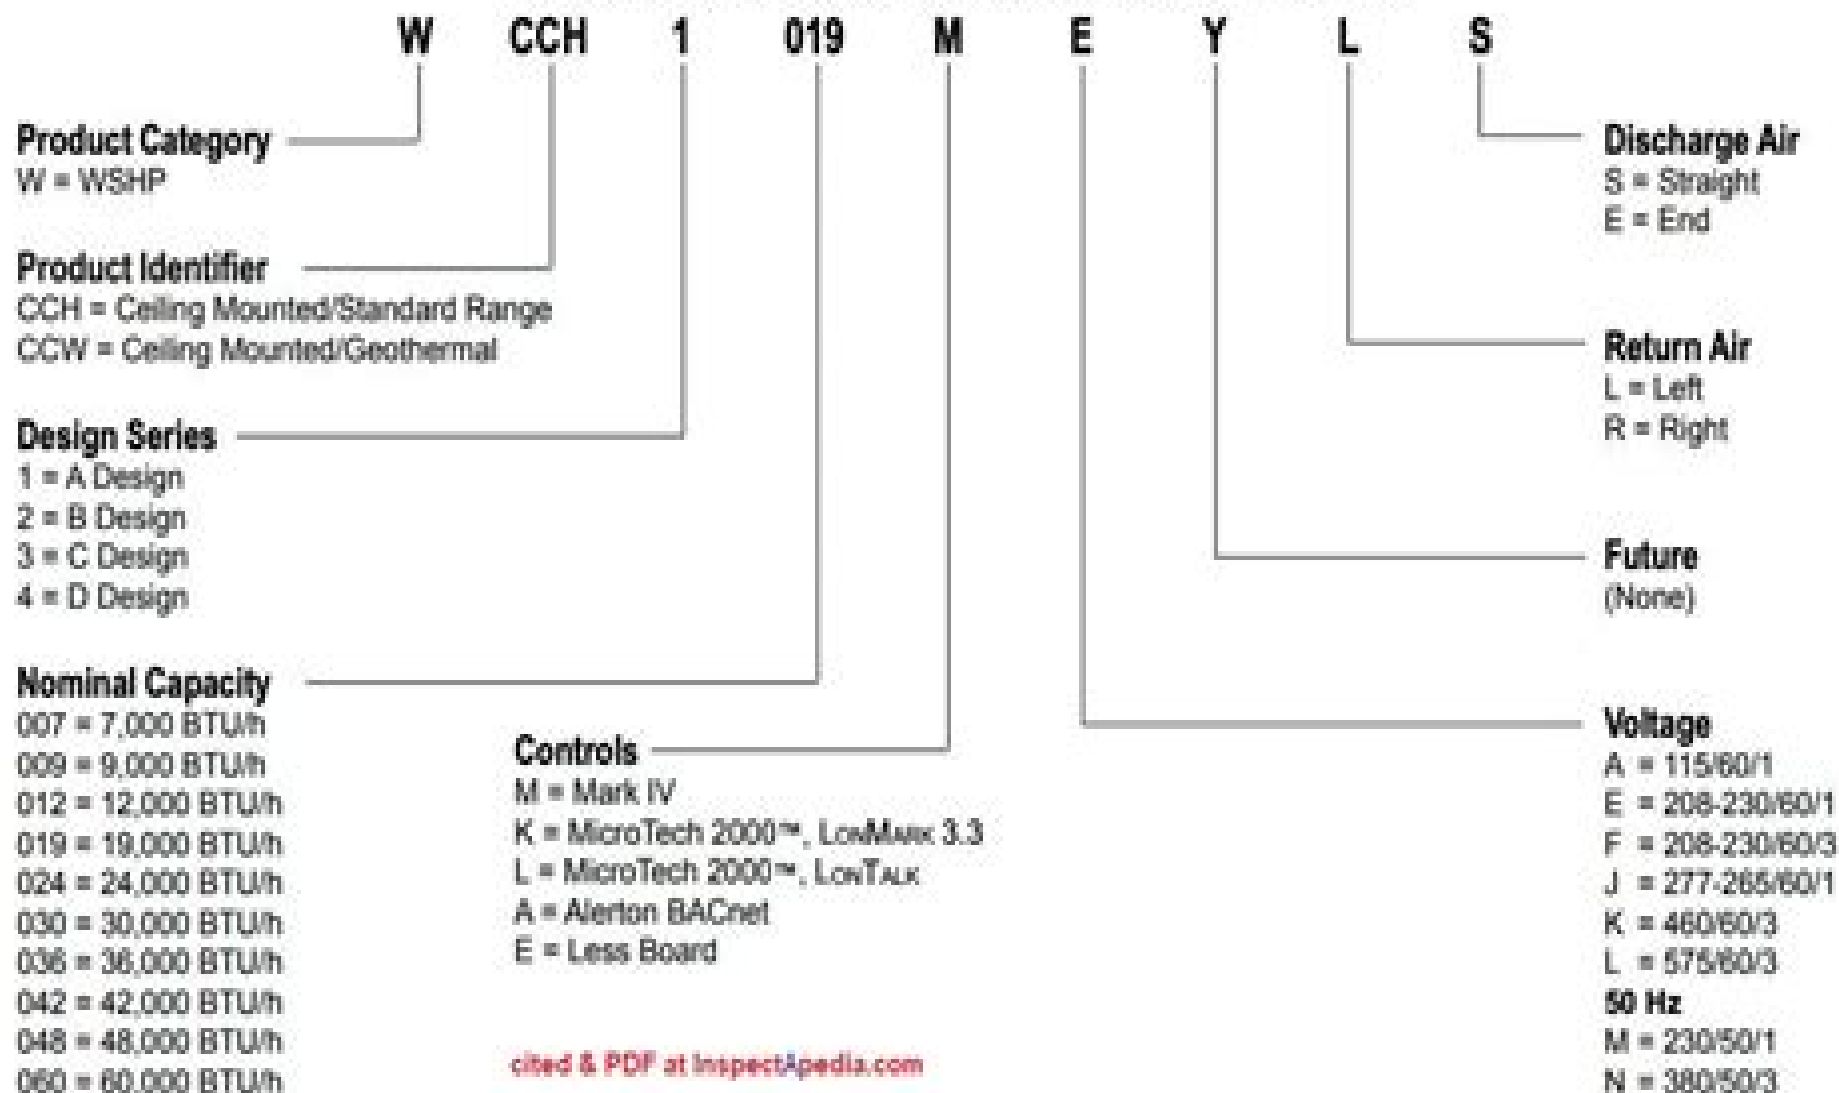 W CCH 1 019 M E Y L S
Product Category
W = WSHP
Product Identifier
CCH = Ceiling Mounted/Standard Range
CCW = Ceiling Mounted/Geothermal
Design Series
1 = A Design
2 = B Design
3 = C Design
4 = D Design
Nominal Capacity
007 = 7,000 BTU/h
009 = 9,000 BTU/h
012 = 12,000 BTU/h
019 = 19,000 BTU/h
024 = 24,000 BTU/h
030 = 30,000 BTU/h
036 = 36,000 BTU/h
042 = 42,000 BTU/h
048 = 48,000 BTU/h
060 = 60,000 BTU/h
Controls
M = Mark IV
K = MicroTech 2000™, LonMark 3.3
L = MicroTech 2000™, LonTalk
A = Alerton BACnet
E = Less Board
cited & PDF at InspectApedia.com
Discharge Air
S = Straight
E = End
Return Air
L = Left
R = Right
Future
(None)
Voltage
A = 115/60/1
E = 208-230/60/1
F = 208-230/60/3
J = 277-265/60/1
K = 460/60/3
L = 575/60/3
50 Hz
M = 230/50/1
N = 380/50/3